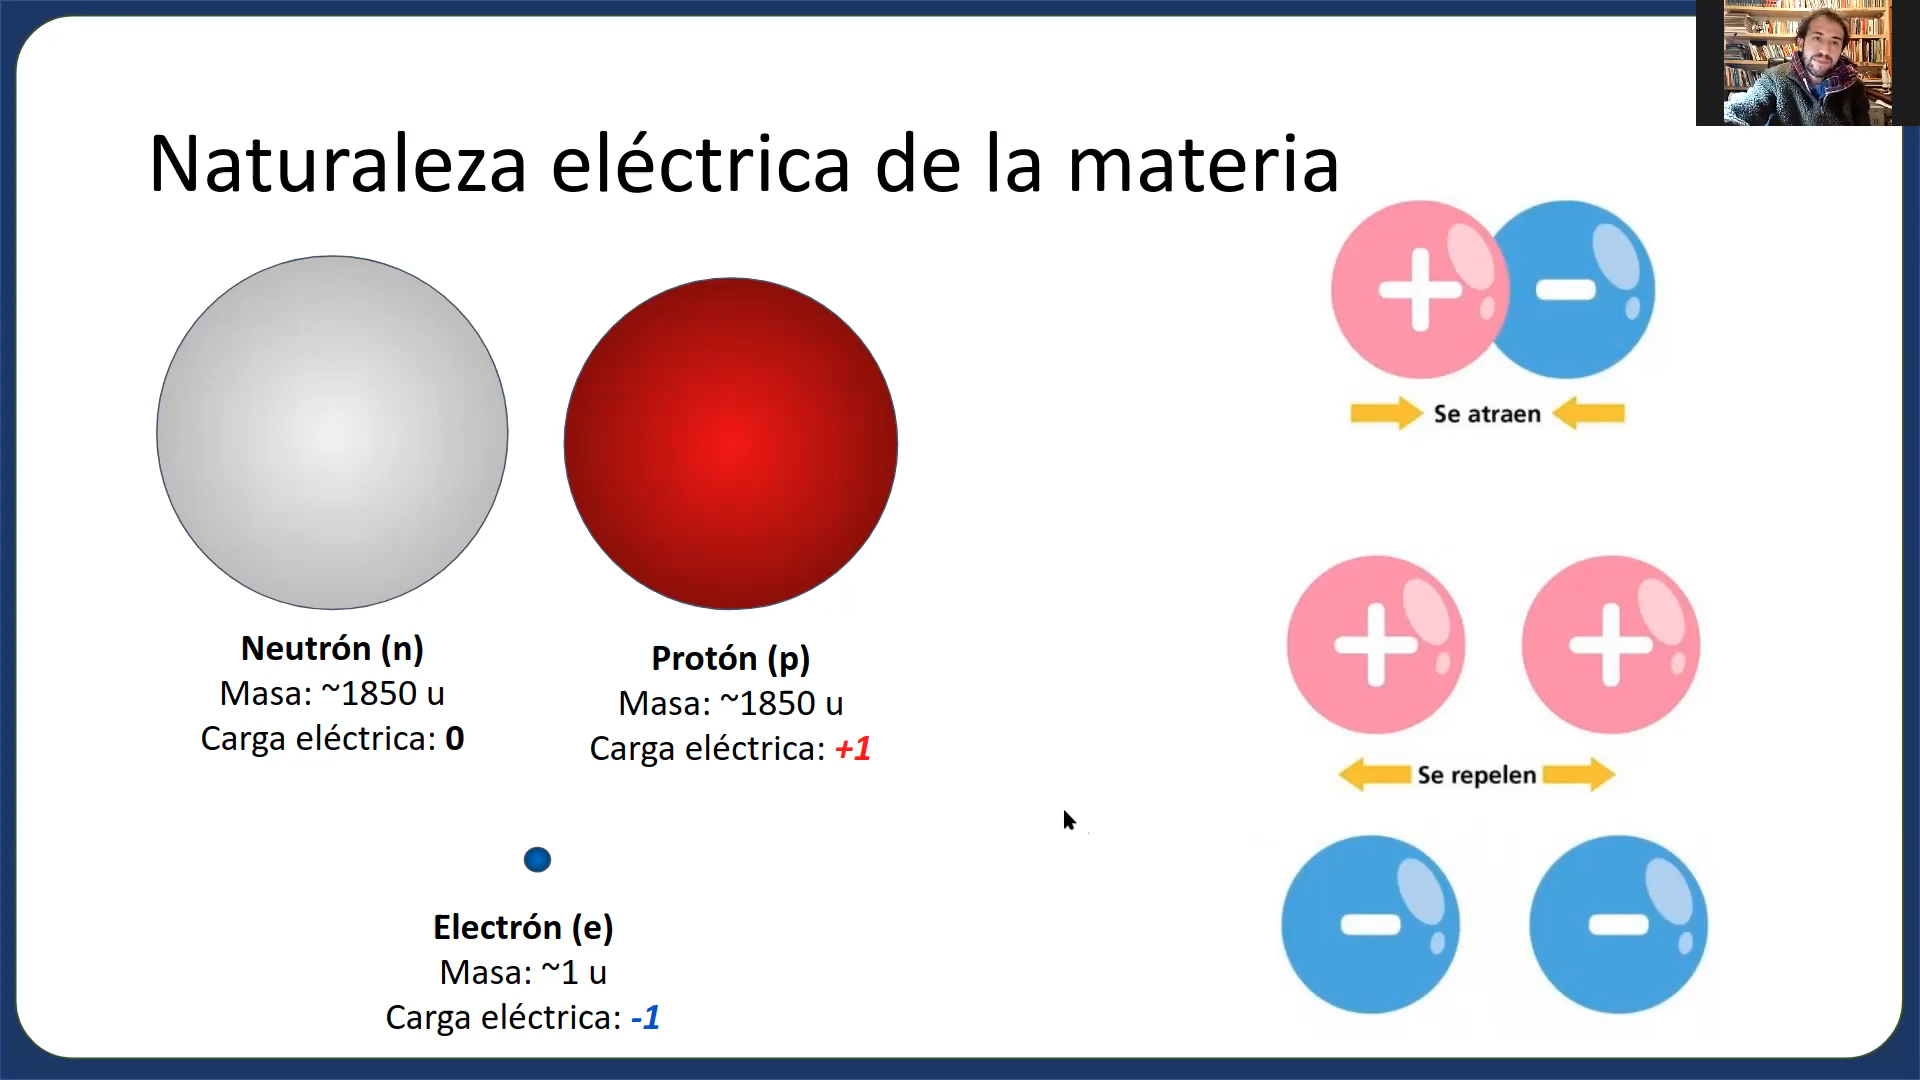 Naturaleza eléctrica de la materia
Neutrón (n)
Masa: ~1850 u
Carga eléctrica: 0
Protón (p)
Masa: ~1850 u
Carga eléctrica: +1
Electrón (e)
Masa: ~1 u
Carga eléctrica: -1
Se atraen
Se repelen